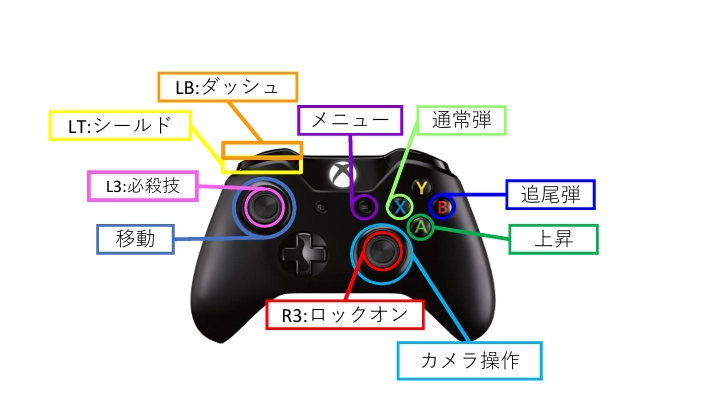 LB:ダッシュ
LT:シールド
メニュー
通常弾
L3:必殺技
Y
追尾弾
X
B
A
移動
上昇
R3:ロックオン
カメラ操作